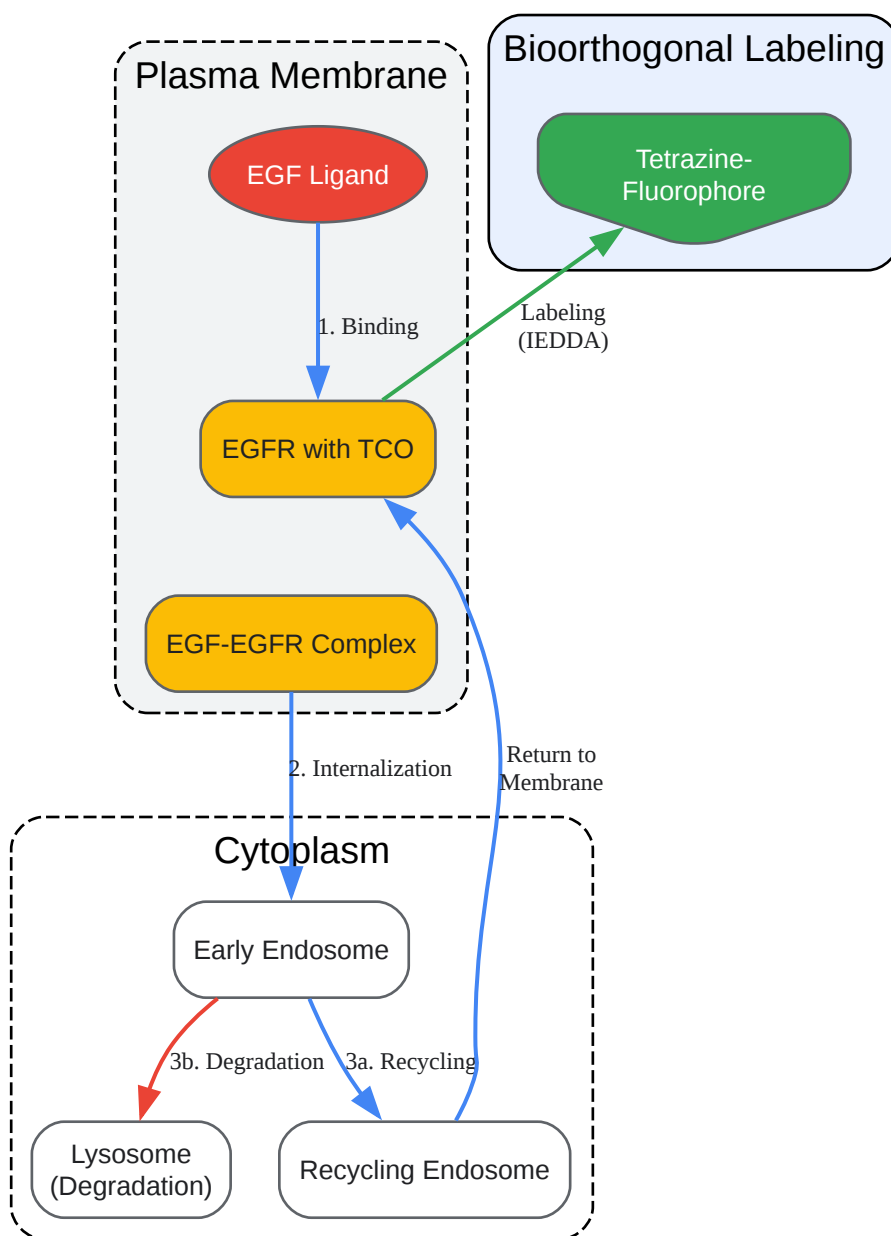 Plasma Membrane
Bioorthogonal Labeling
EGF Ligand
Tetrazine-
Fluorophore
1. Binding
Labeling
(IEDDA)
EGFR with TCO
EGF-EGFR Complex
2. Internalization
Return to
Membrane
Cytoplasm
Early Endosome
3b. Degradation
3a. Recycling
Lysosome
(Degradation)
Recycling Endosome